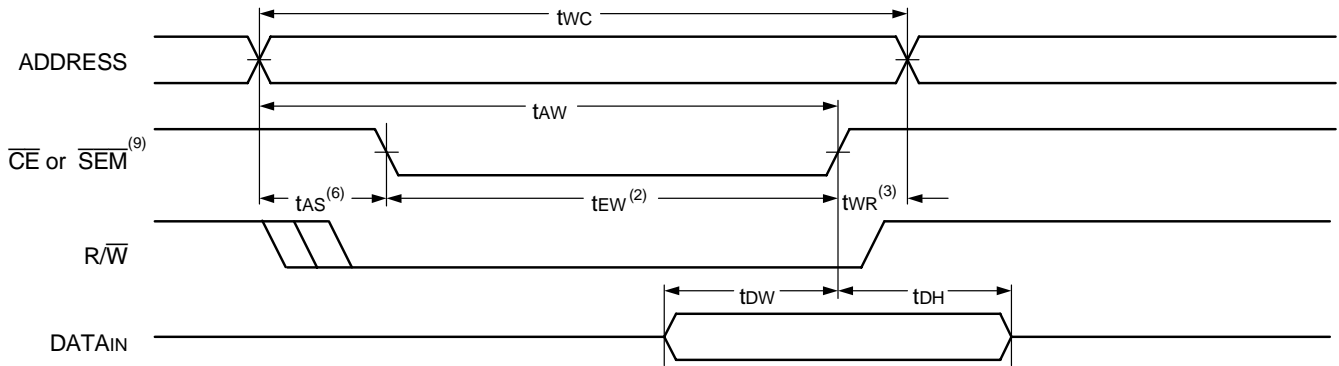 tWC
ADDRESS
tAW
CE or SEM(9)
tAS(6)
tEW(2)
tWR(3)
R/W
tDW
tDH
DATAIN